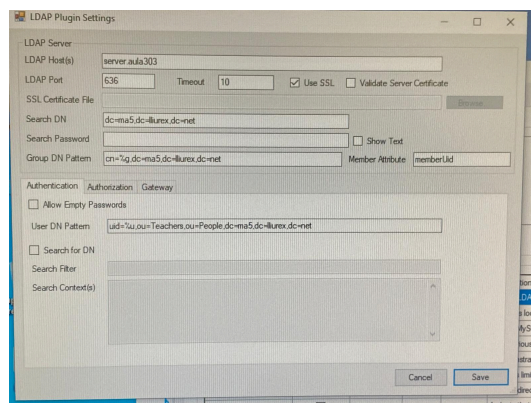 LDAP Plugin Settings
LDAP Server
LDAP Host(s) server.aula303
LDAP Port 636 Timeout 10 Use SSL Validate Server Certificate
SSL Certificate File Browse...
Search DN dc=ma5,dc=lliurex,dc=net
Search Password Show Text
Group DN Pattern cn=%g,dc=ma5,dc=lliurex,dc=net Member Attribute memberUid
Authentication Authorization Gateway
Allow Empty Passwords
User DN Pattern uid=%u,ou=Teachers,ou=People,dc=ma5,dc=lliurex,dc=net
Search for DN
Search Filter
Search Context(s)
Cancel Save